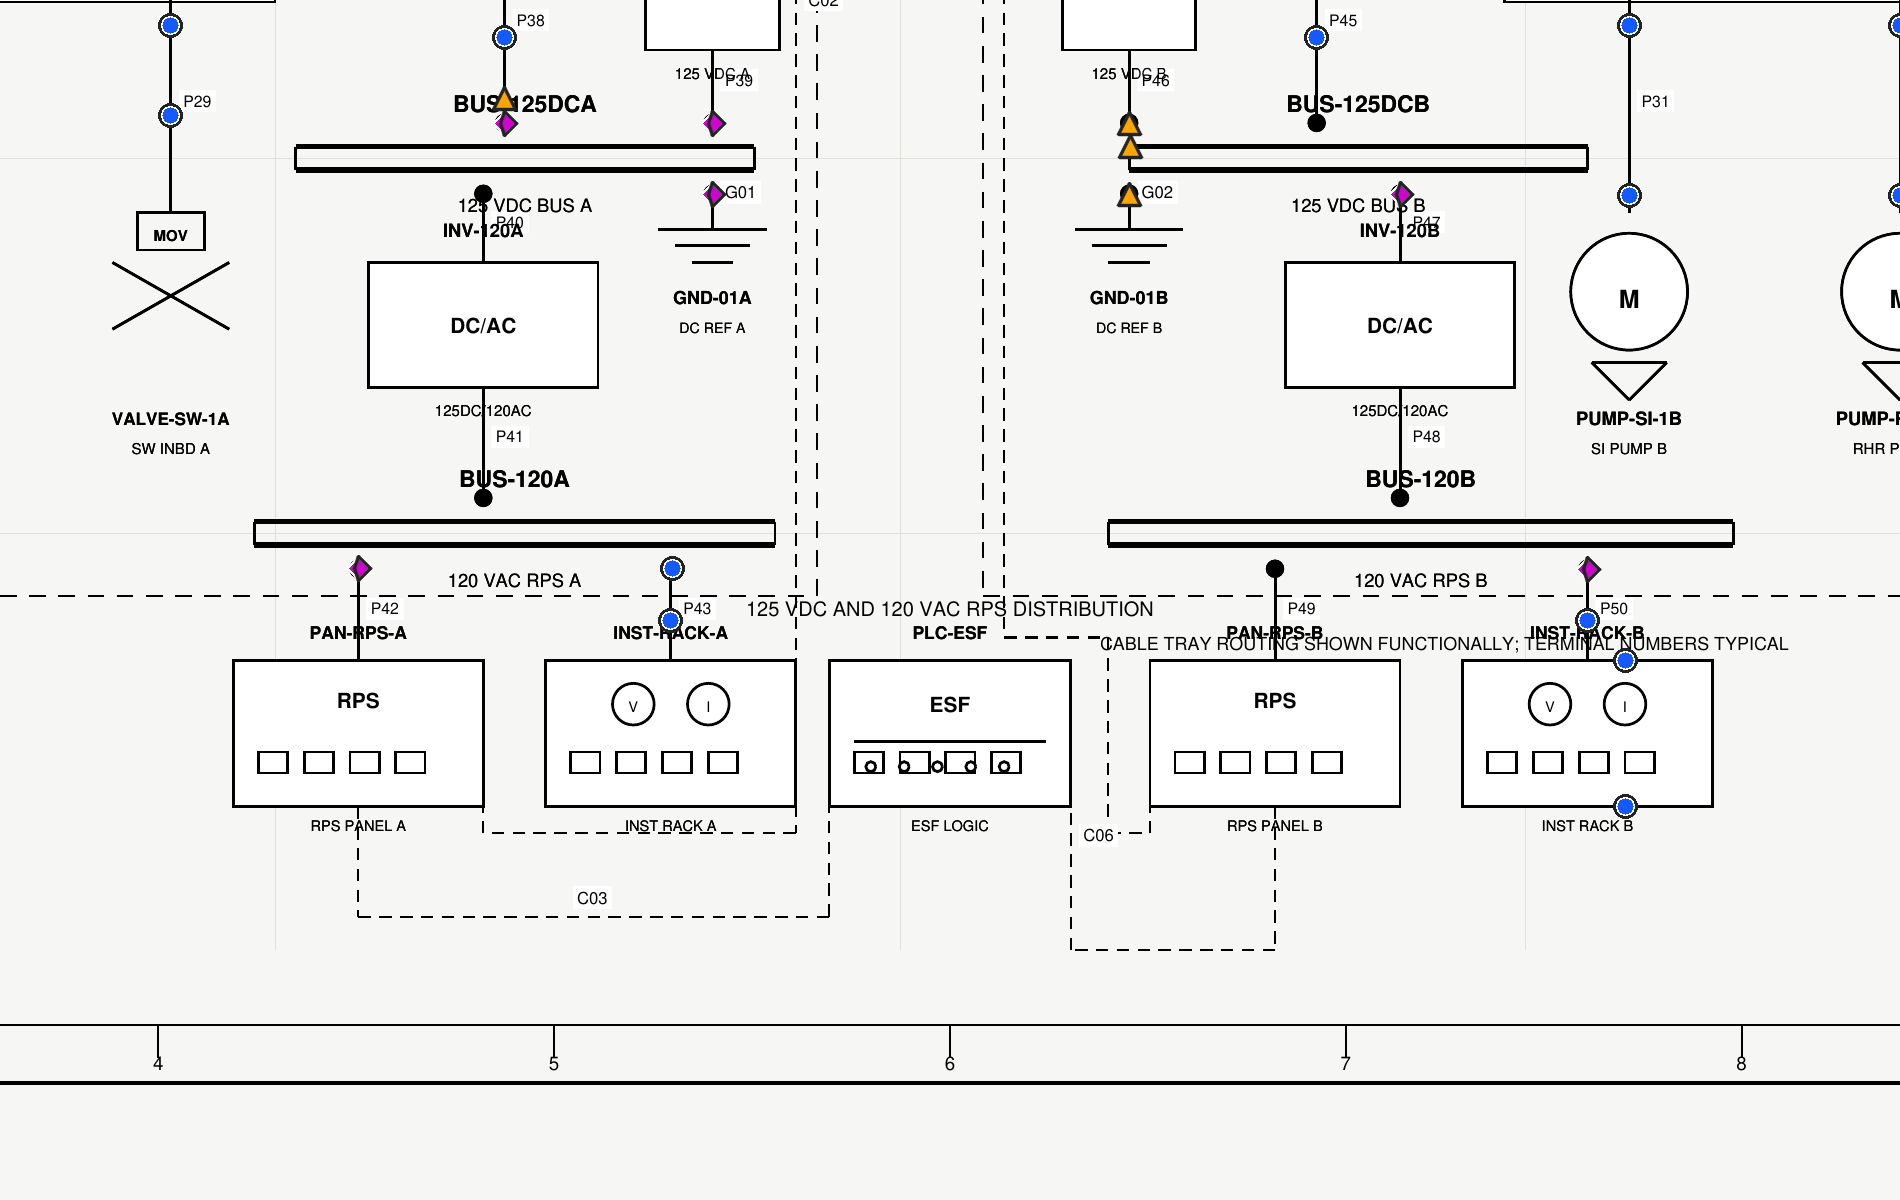 C02
P38
P45
125 VDC A
P39
125 VDC B
P46
P29
BUS-125DCA
BUS-125DCB
P31
G01
G02
125 VDC BUS A
125 VDC BUS B
P40
P47
INV-120A
INV-120B
MOV
GND-01A
GND-01B
M
DC/AC
DC REF A
DC REF B
DC/AC
VALVE-SW-1A
125DC/120AC
125DC/120AC
PUMP-SI-1B
SW INBD A
P41
P48
SI PUMP B
RHR P
BUS-120A
BUS-120B
120 VAC RPS A
120 VAC RPS B
P42
P43
125 VDC AND 120 VAC RPS DISTRIBUTION
P49
P50
PAN-RPS-A
INST-RACK-A
PLC-ESF
PAN-RPS-B
INST-RACK-B
CABLE TRAY ROUTING SHOWN FUNCTIONALLY; TERMINAL NUMBERS TYPICAL
RPS
V
I
ESF
RPS
V
I
RPS PANEL A
INST RACK A
ESF LOGIC
C06
RPS PANEL B
INST RACK B
C03
4
5
6
7
8